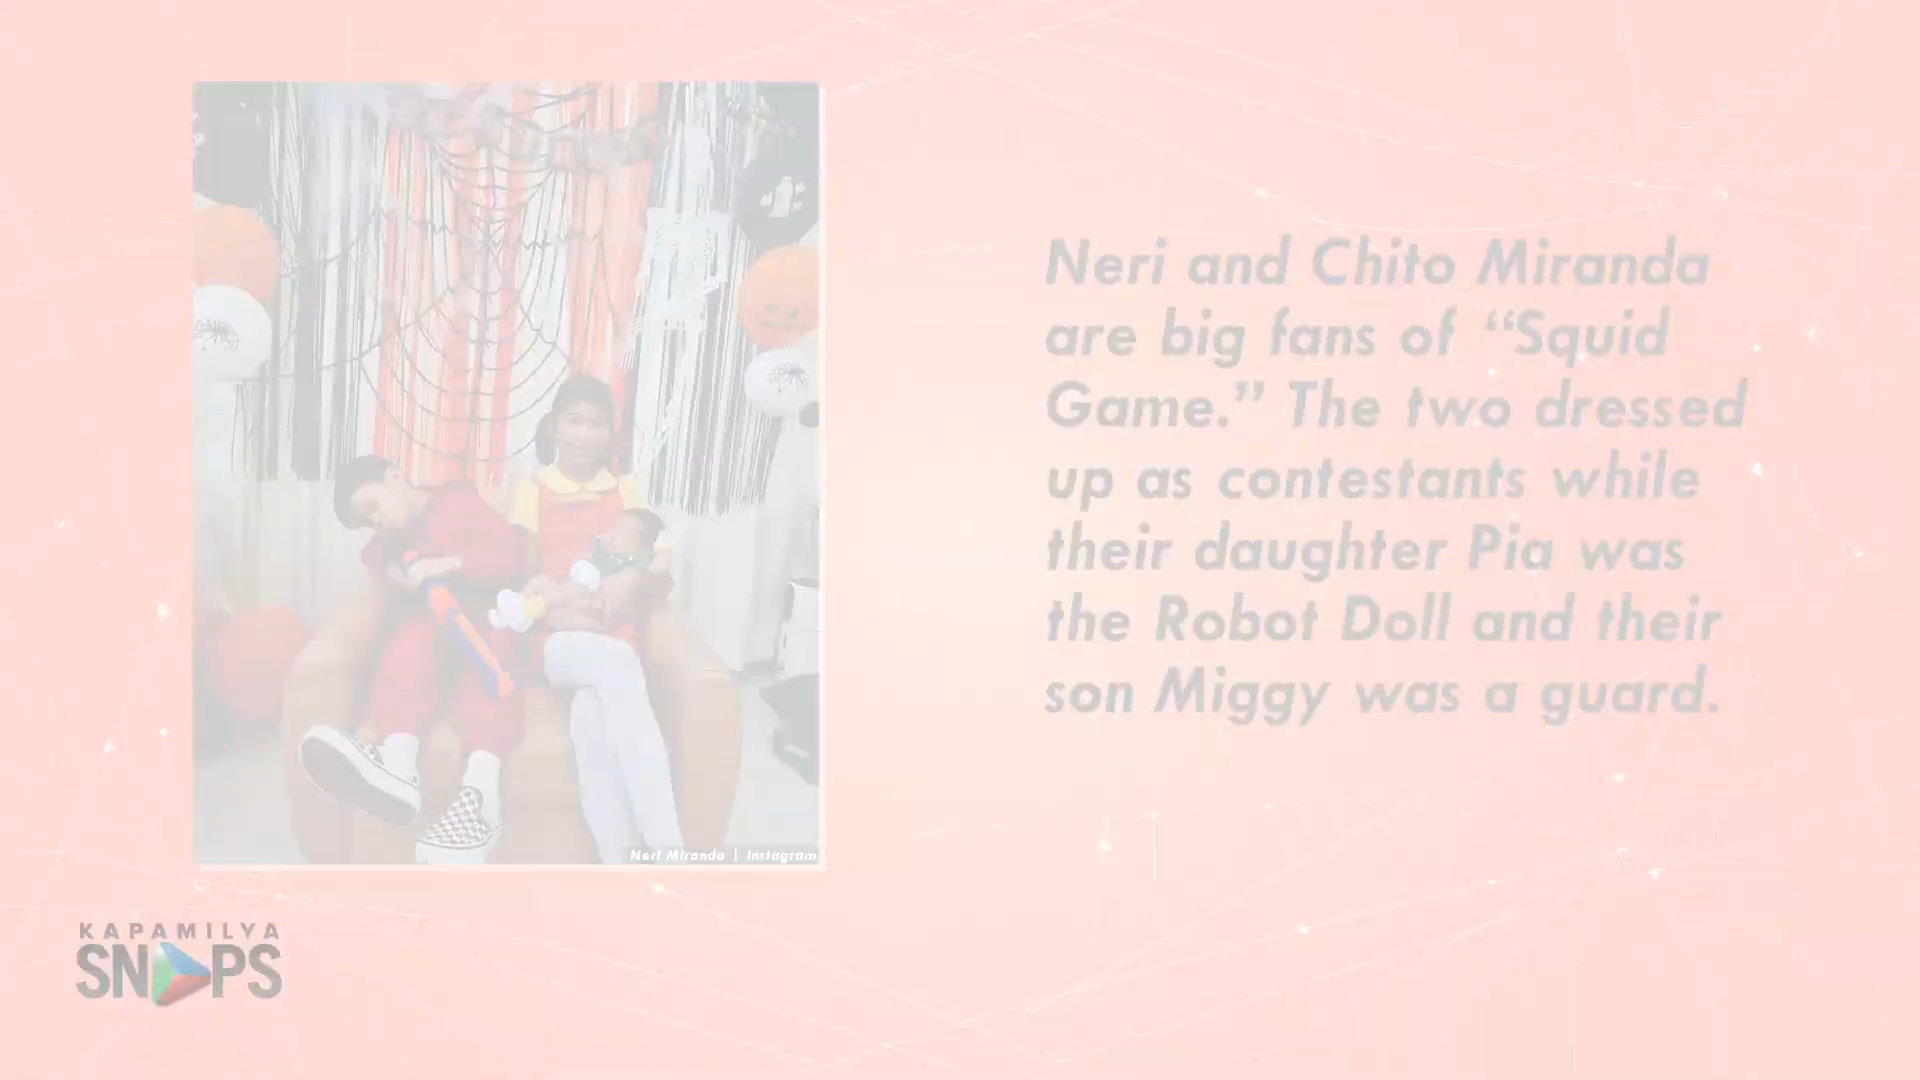 Neri and Chito Miranda
are big fans of “Squid
Game.” The two dressed
up as contestants while
their daughter Pia was
the Robot Doll and their
son Miggy was a guard.
Neri Miranda | Instagram
KAPAMILYA
SNAPS